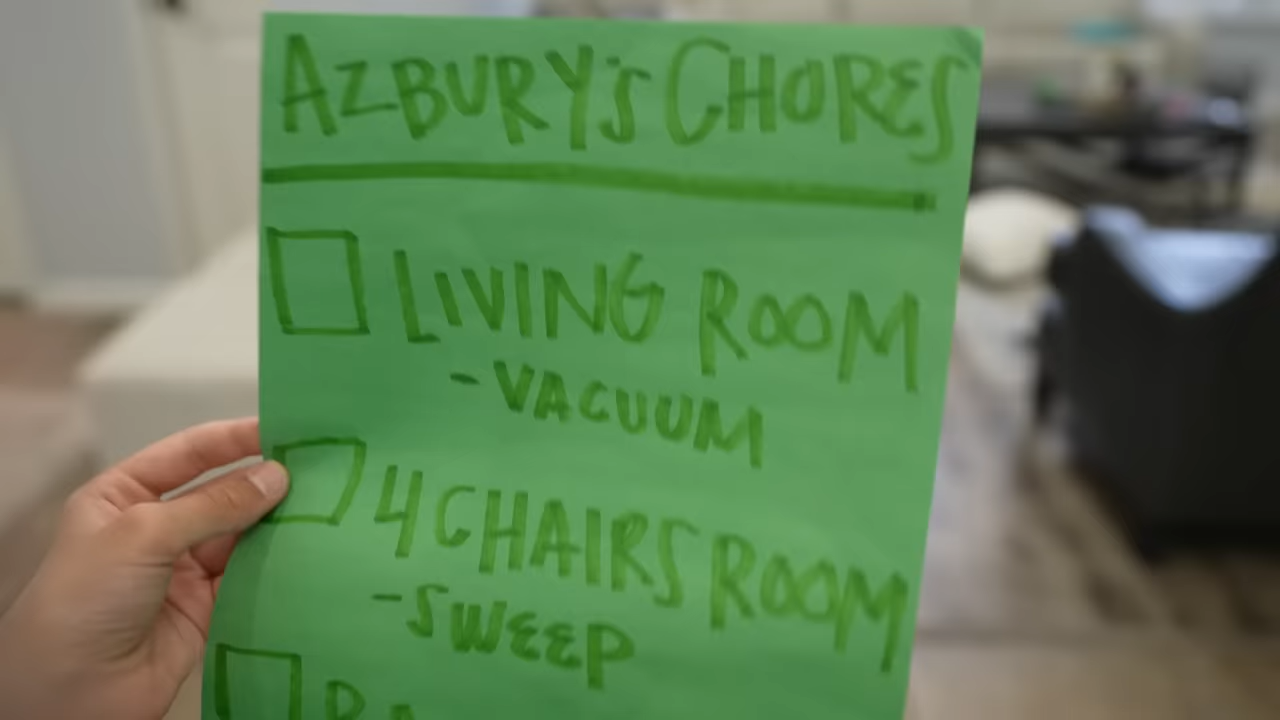 AZBURY'S CHORES
LIVING ROOM
- VACUUM
4 CHAIRS ROOM
- SWEEP